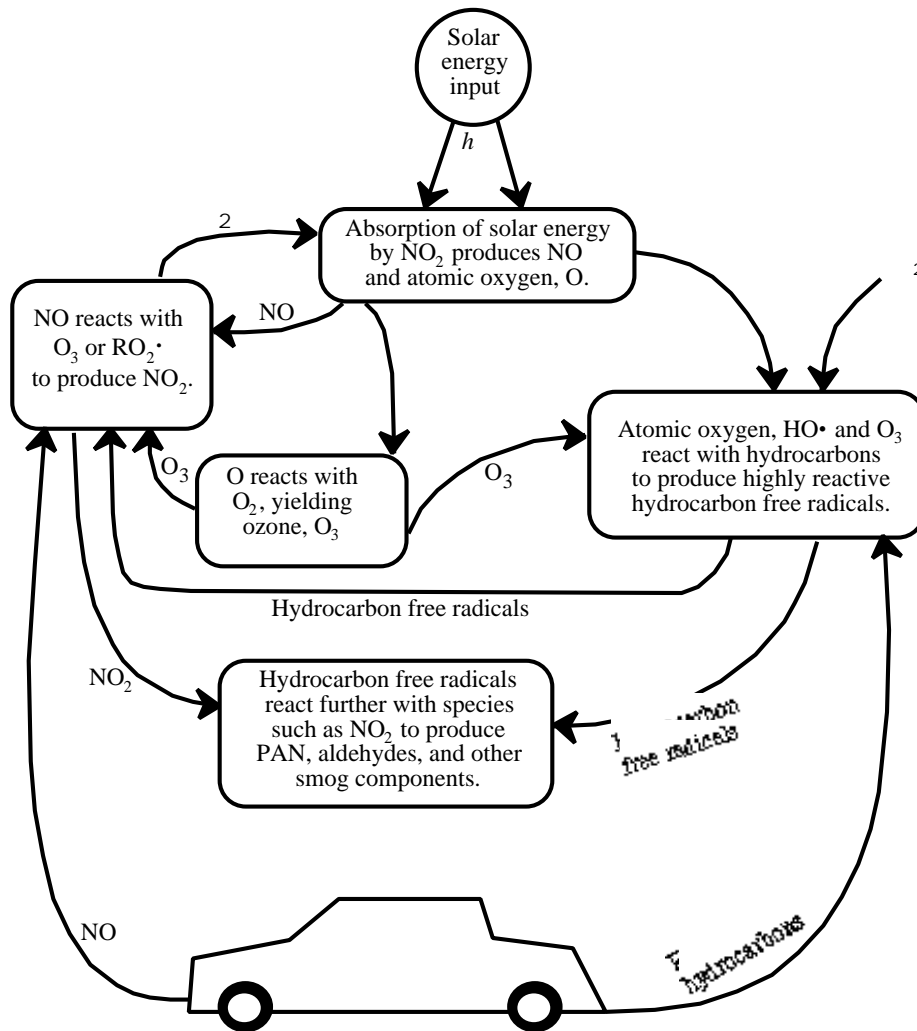 Solar
energy
input
h
2
Absorption of solar energy
by NO₂ produces NO
and atomic oxygen, O.
2
NO
NO reacts with
O₃ or RO₂•
to produce NO₂.
Atomic oxygen, HO• and O₃
react with hydrocarbons
to produce highly reactive
hydrocarbon free radicals.
O₃
O reacts with
O₂, yielding
ozone, O₃
O₃
Hydrocarbon free radicals
NO₂
Hydrocarbon free radicals
react further with species
such as NO₂ to produce
PAN, aldehydes, and other
smog components.
free radicals
NO
hydrocarbons